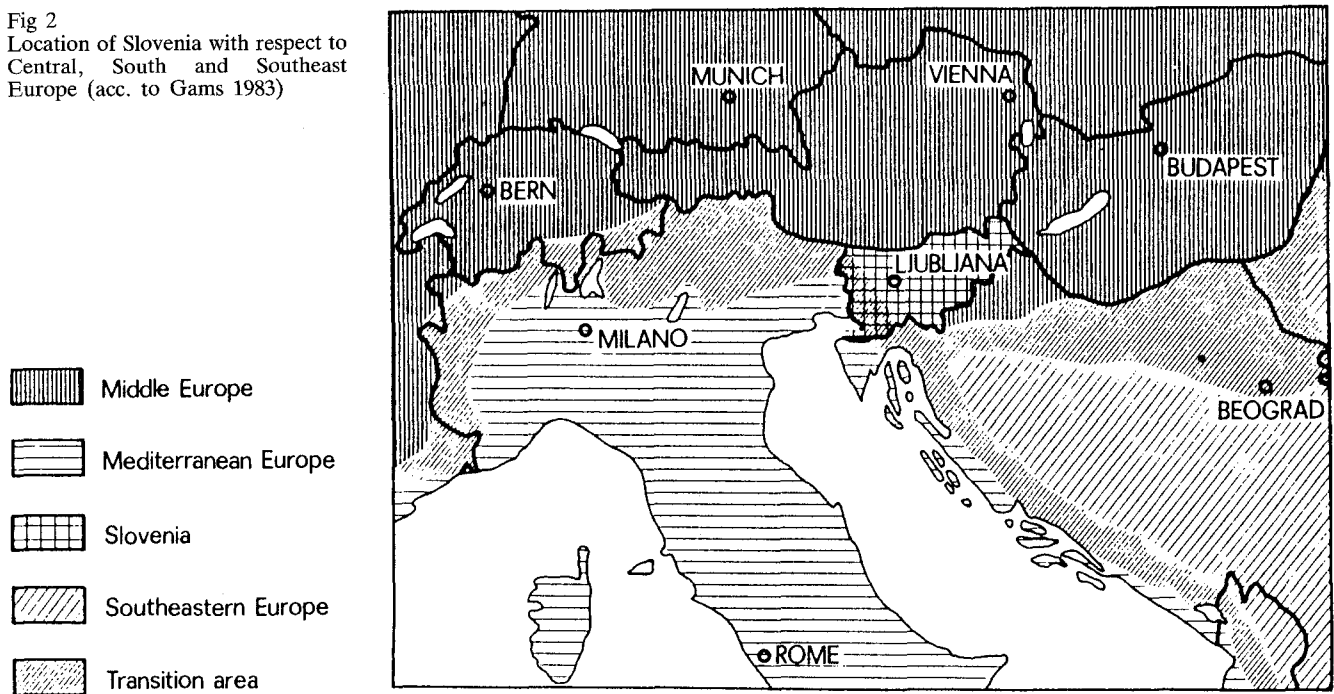 Fig 2
Location of Slovenia with respect to
Central, South and Southeast
Europe (acc. to Gams 1983)
MUNICH
VIENNA
BERN
BUDAPEST
LJUBLJANA
MILANO
BEOGRAD
ROME
Middle Europe
Mediterranean Europe
Slovenia
Southeastern Europe
Transition area